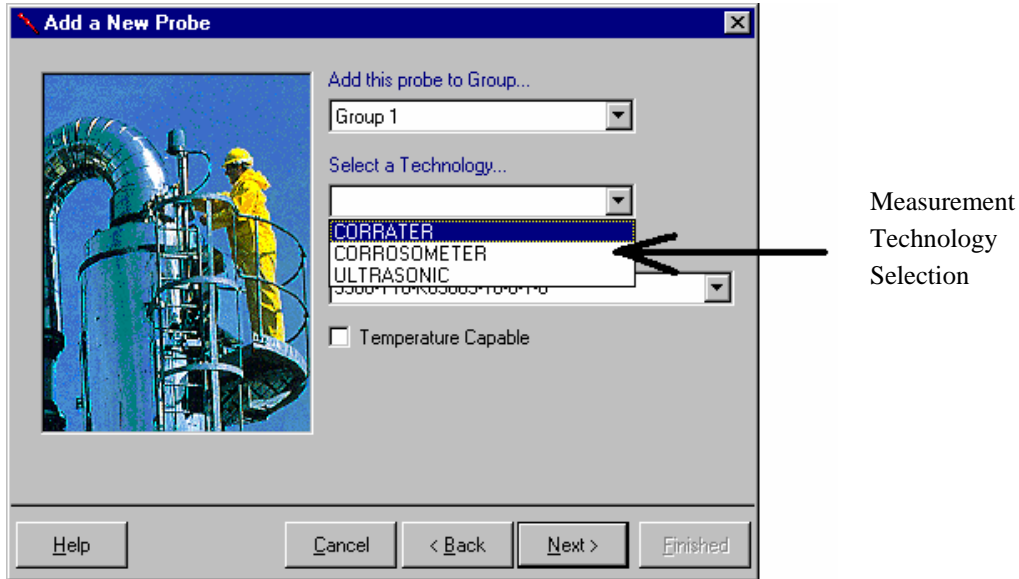 Add a New Probe
Add this probe to Group...
Group 1
Select a Technology...
CORRATER
CORROSOMETER
ULTRASONIC
Temperature Capable
Help
Cancel
< Back
Next >
Finished
Measurement
Technology
Selection